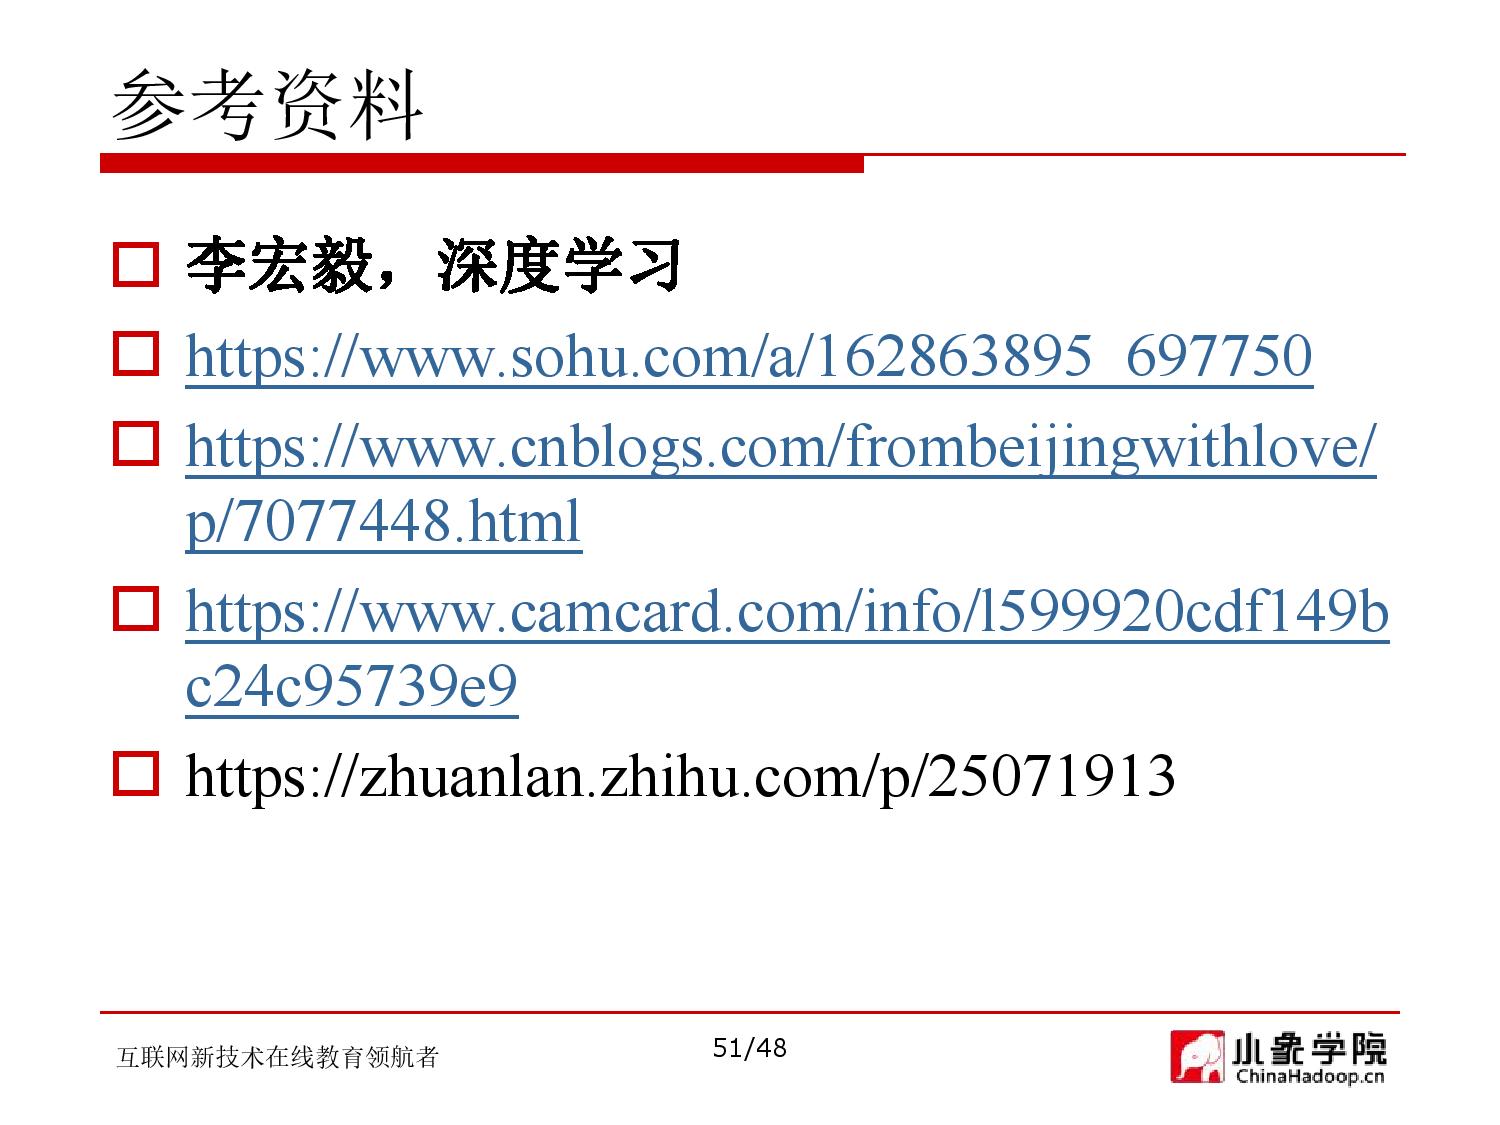 参考资料
李宏毅，深度学习
https://www.sohu.com/a/162863895_697750
https://www.cnblogs.com/frombeijingwithlove/
p/7077448.html
https://www.camcard.com/info/l599920cdf149b
c24c95739e9
https://zhuanlan.zhihu.com/p/25071913
互联网新技术在线教育领航者
51/48
小象学院
ChinaHadoop.cn